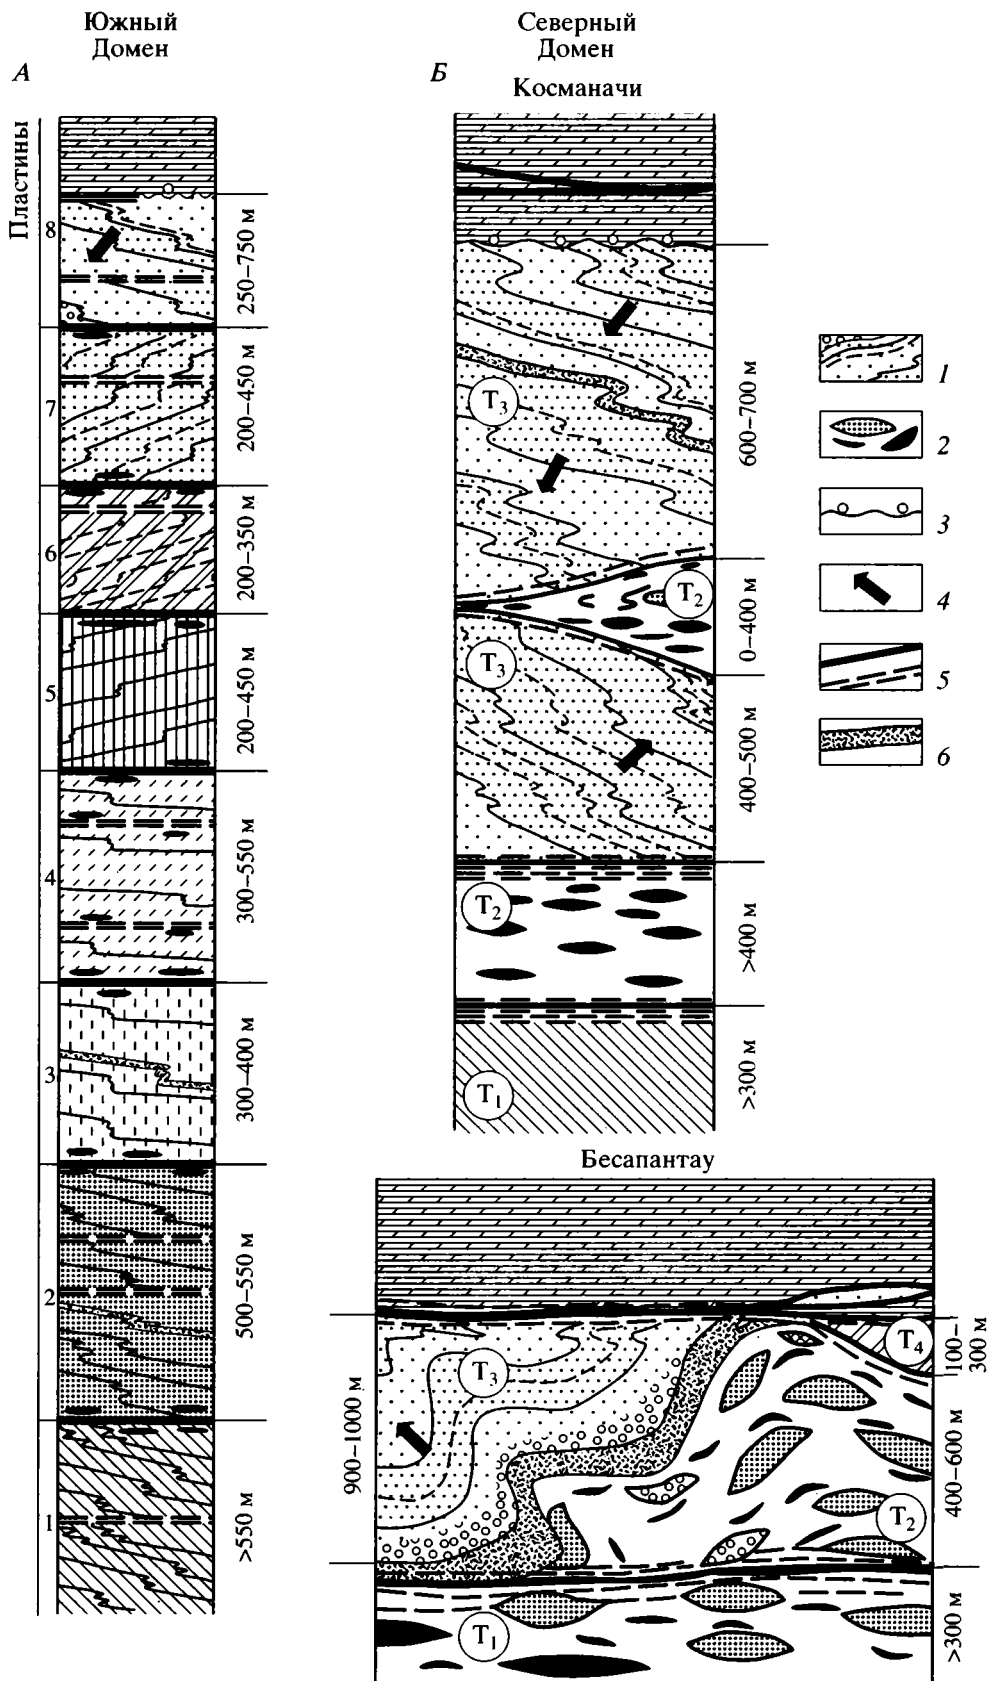 Южный
Домен
А
Пластины
8
250–750 м
7
200–450 м
6
200–350 м
5
200–450 м
4
300–550 м
3
300–400 м
2
500–550 м
1
>550 м
Северный
Домен
Б
Косманачи
T3
600–700 м
T2
0–400 м
T3
400–500 м
T2
>400 м
T1
>300 м
1
2
3
4
5
6
Бесапантау
T3
900–1000 м
T4
100–
300 м
400–600 м
T2
T1
>300 м